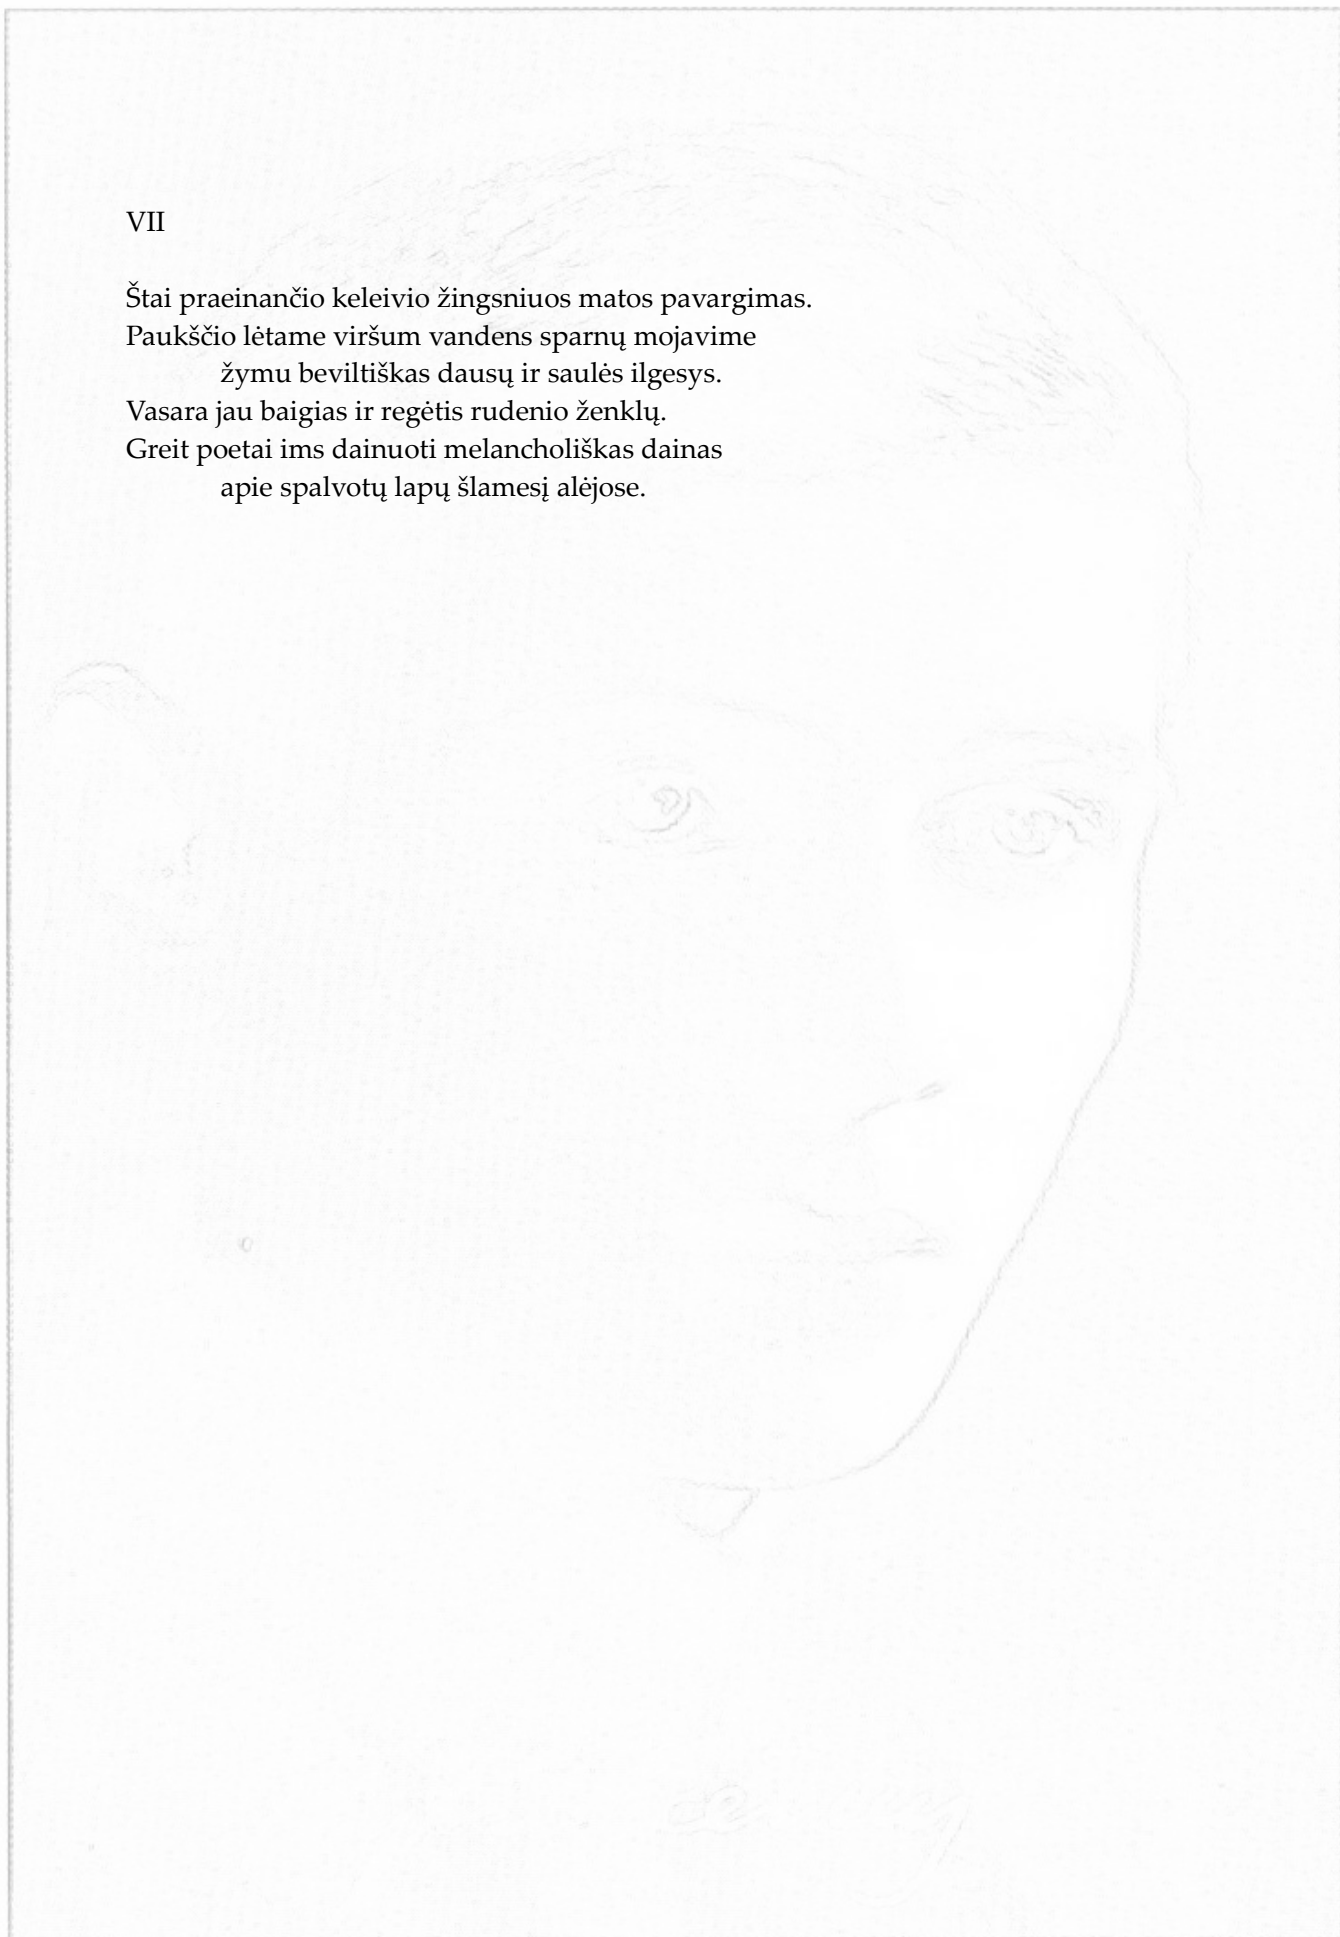 VII
Štai praeinančio keleivio žingsniuos matos pavargimas.
Paukščio lėtame viršum vandens sparnų mojavime
žymu beviltiškas dausų ir saulės ilgesys.
Vasara jau baigias ir regėtis rudenio ženklų.
Greit poetai ims dainuoti melancholiškas dainas
apie spalvotų lapų šlamesį alėjose.